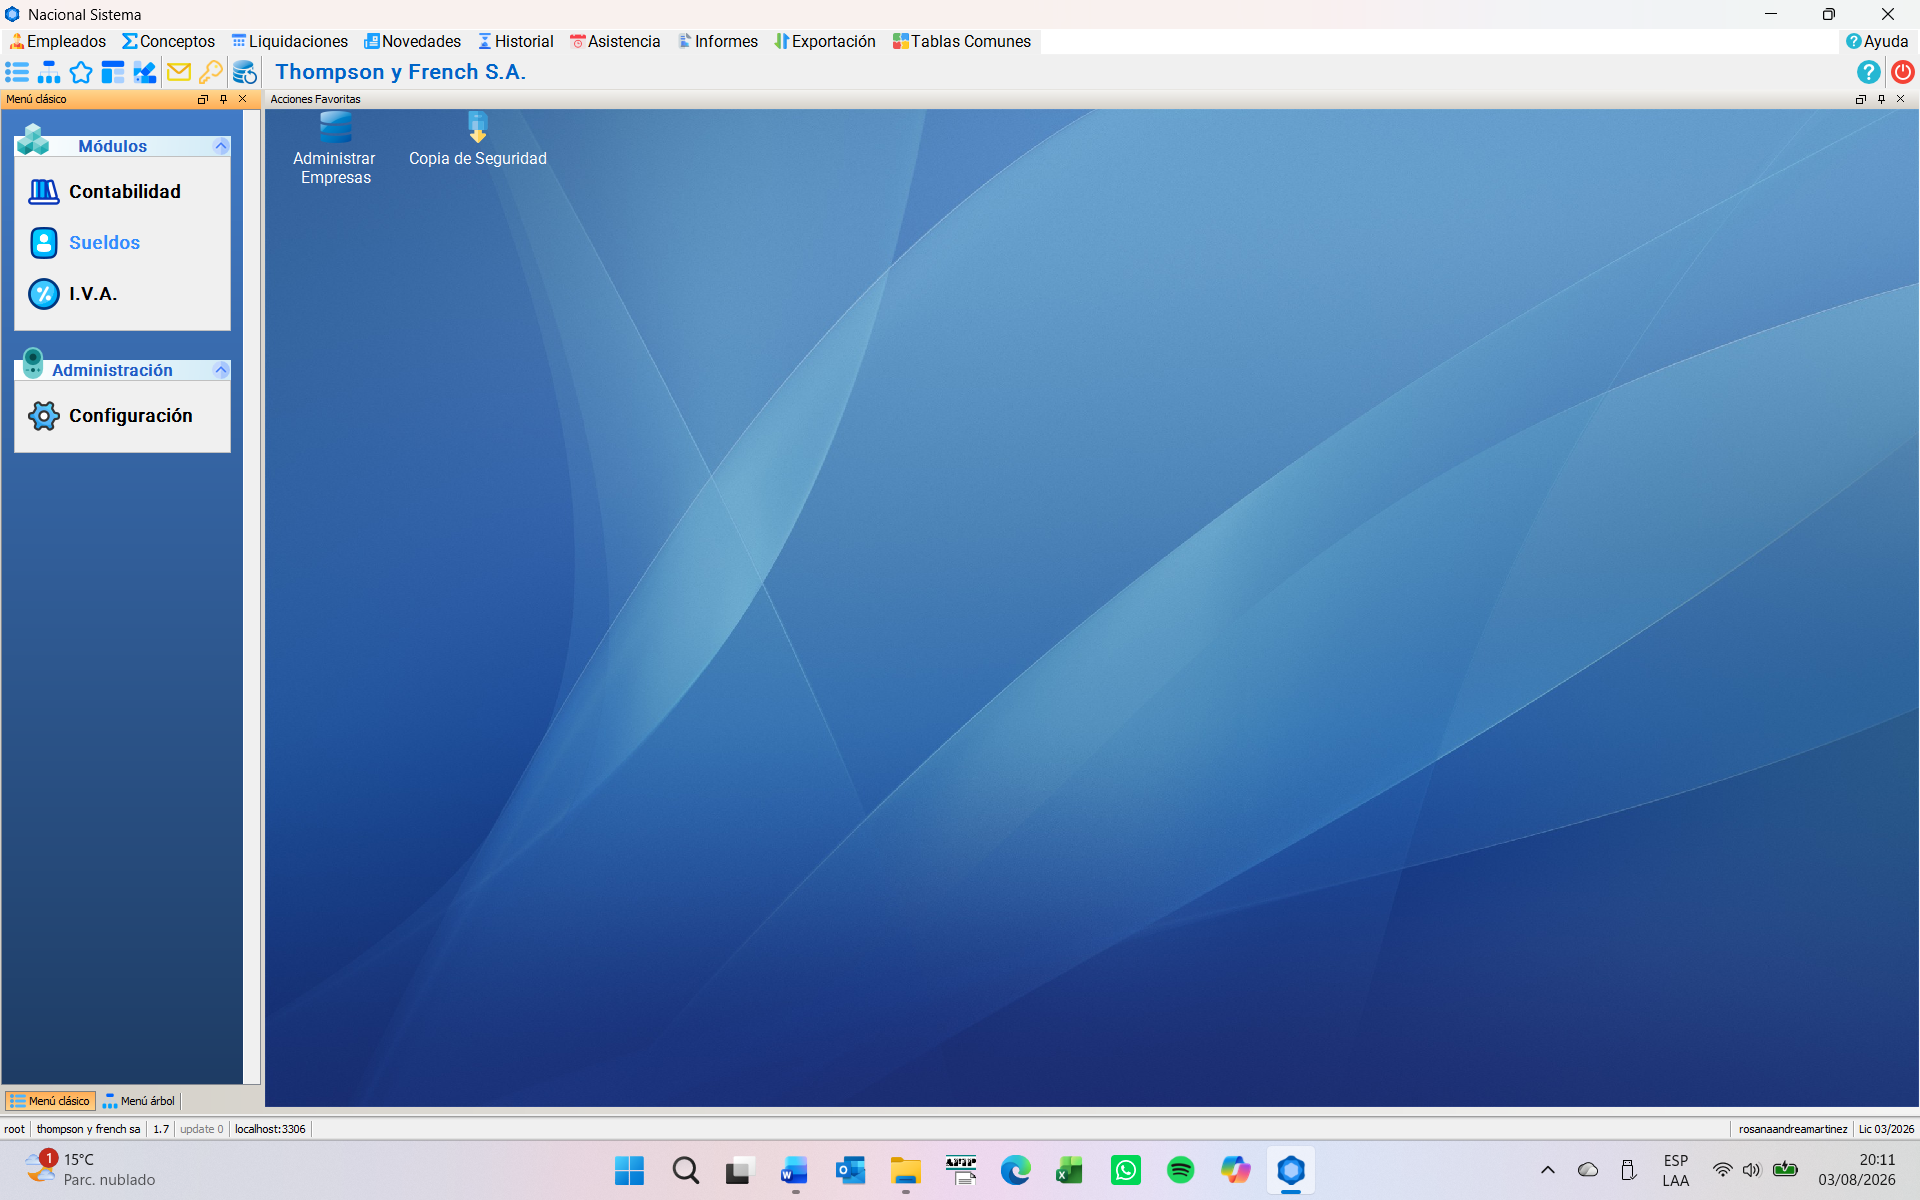 Nacional Sistema
Empleados Conceptos Liquidaciones Novedades Historial Asistencia Informes Exportación Tablas Comunes Ayuda
Thompson y French S.A.
Menú clásico
Acciones Favoritas
Administrar
Empresas
Copia de Seguridad
Módulos
Contabilidad
Sueldos
I.V.A.
Administración
Configuración
Menú clásico Menú árbol
root thompson y french sa 1.7 update 0 localhost:3306 rosanaandreamartinez Lic 03/2026
1
15°C
Parc. nublado
AFIP
ESP
LAA
20:11
03/08/2026